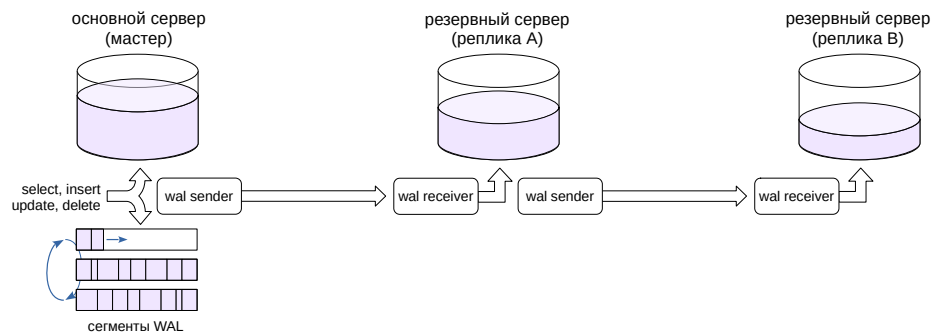 основной сервер
(мастер)
резервный сервер
(реплика A)
резервный сервер
(реплика B)
select, insert
update, delete
wal sender
wal receiver
wal sender
wal receiver
сегменты WAL